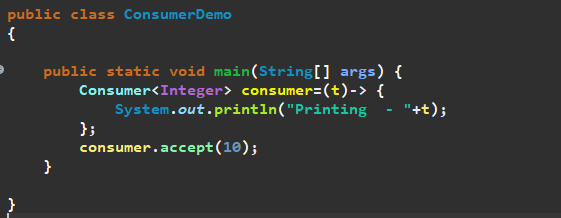 public class ConsumerDemo
{
public static void main(String[] args) {
Consumer<Integer> consumer=(t)-> {
System.out.println("Printing  - "+t);
};
consumer.accept(10);
}
}